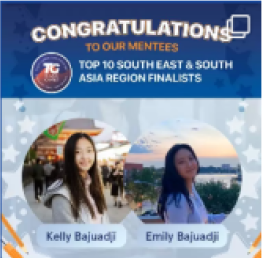 CONGRATULATIONS
TO OUR MENTEES
TG
TOP 10 SOUTH EAST & SOUTH
ASIA REGION FINALISTS
Kelly Bajuadji
Emily Bajuadji